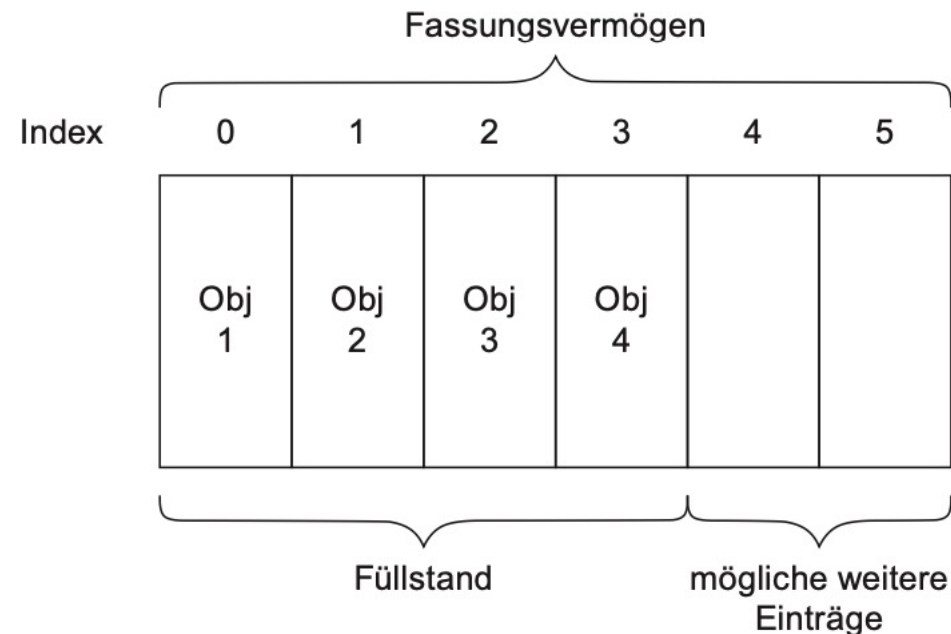 Fassungsvermögen
Index 0 1 2 3 4 5
Obj Obj Obj Obj
1 2 3 4
Füllstand mögliche weitere
Einträge